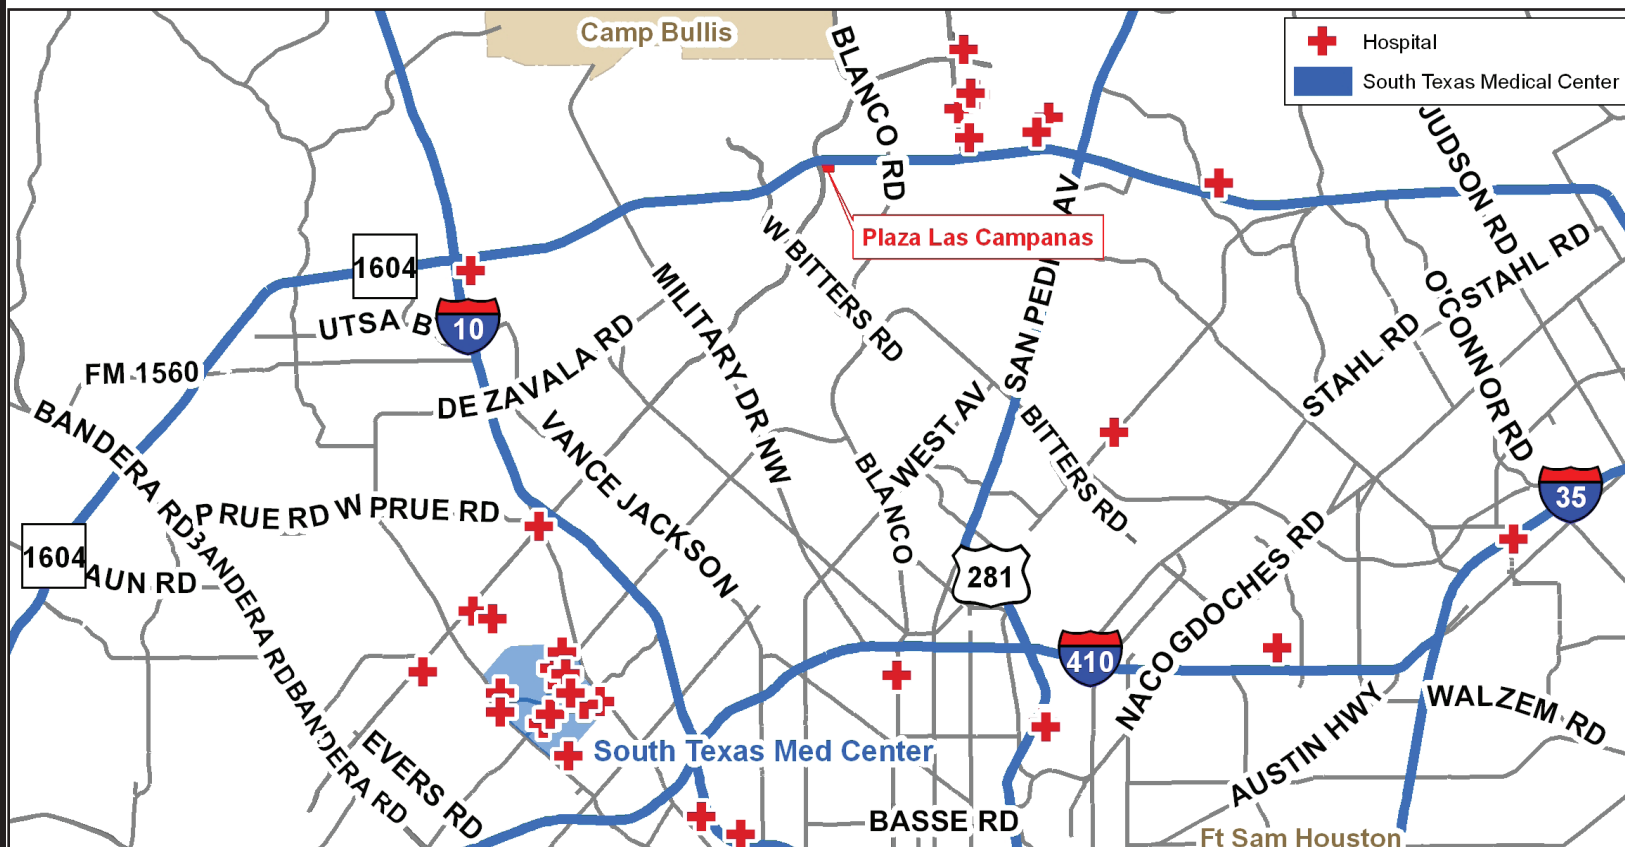 Camp Bullis
BLANCO RD
Hospital
South Texas Medical Center
JUDSON RD
Plaza Las Campanas
SAN PEDR
AV
W BITTERS RD
STAHL RD
1604
10
UTSA B
MILITARY DR NW
O'CONNOR RD
STAHL RD
FM 1560
DE ZAVALA RD
BANDERA RD
VANCE JACKSON
WEST AV
BITTERS RD
BLANCO
35
PRUE RD
W PRUE RD
1604
AUN RD
BANDERA RD
281
NACOGDOCHES RD
410
BANDERA RD
EVERS RD
South Texas Med Center
WALZEM RD
AUSTIN HWY
BASSE RD
Ft Sam Houston